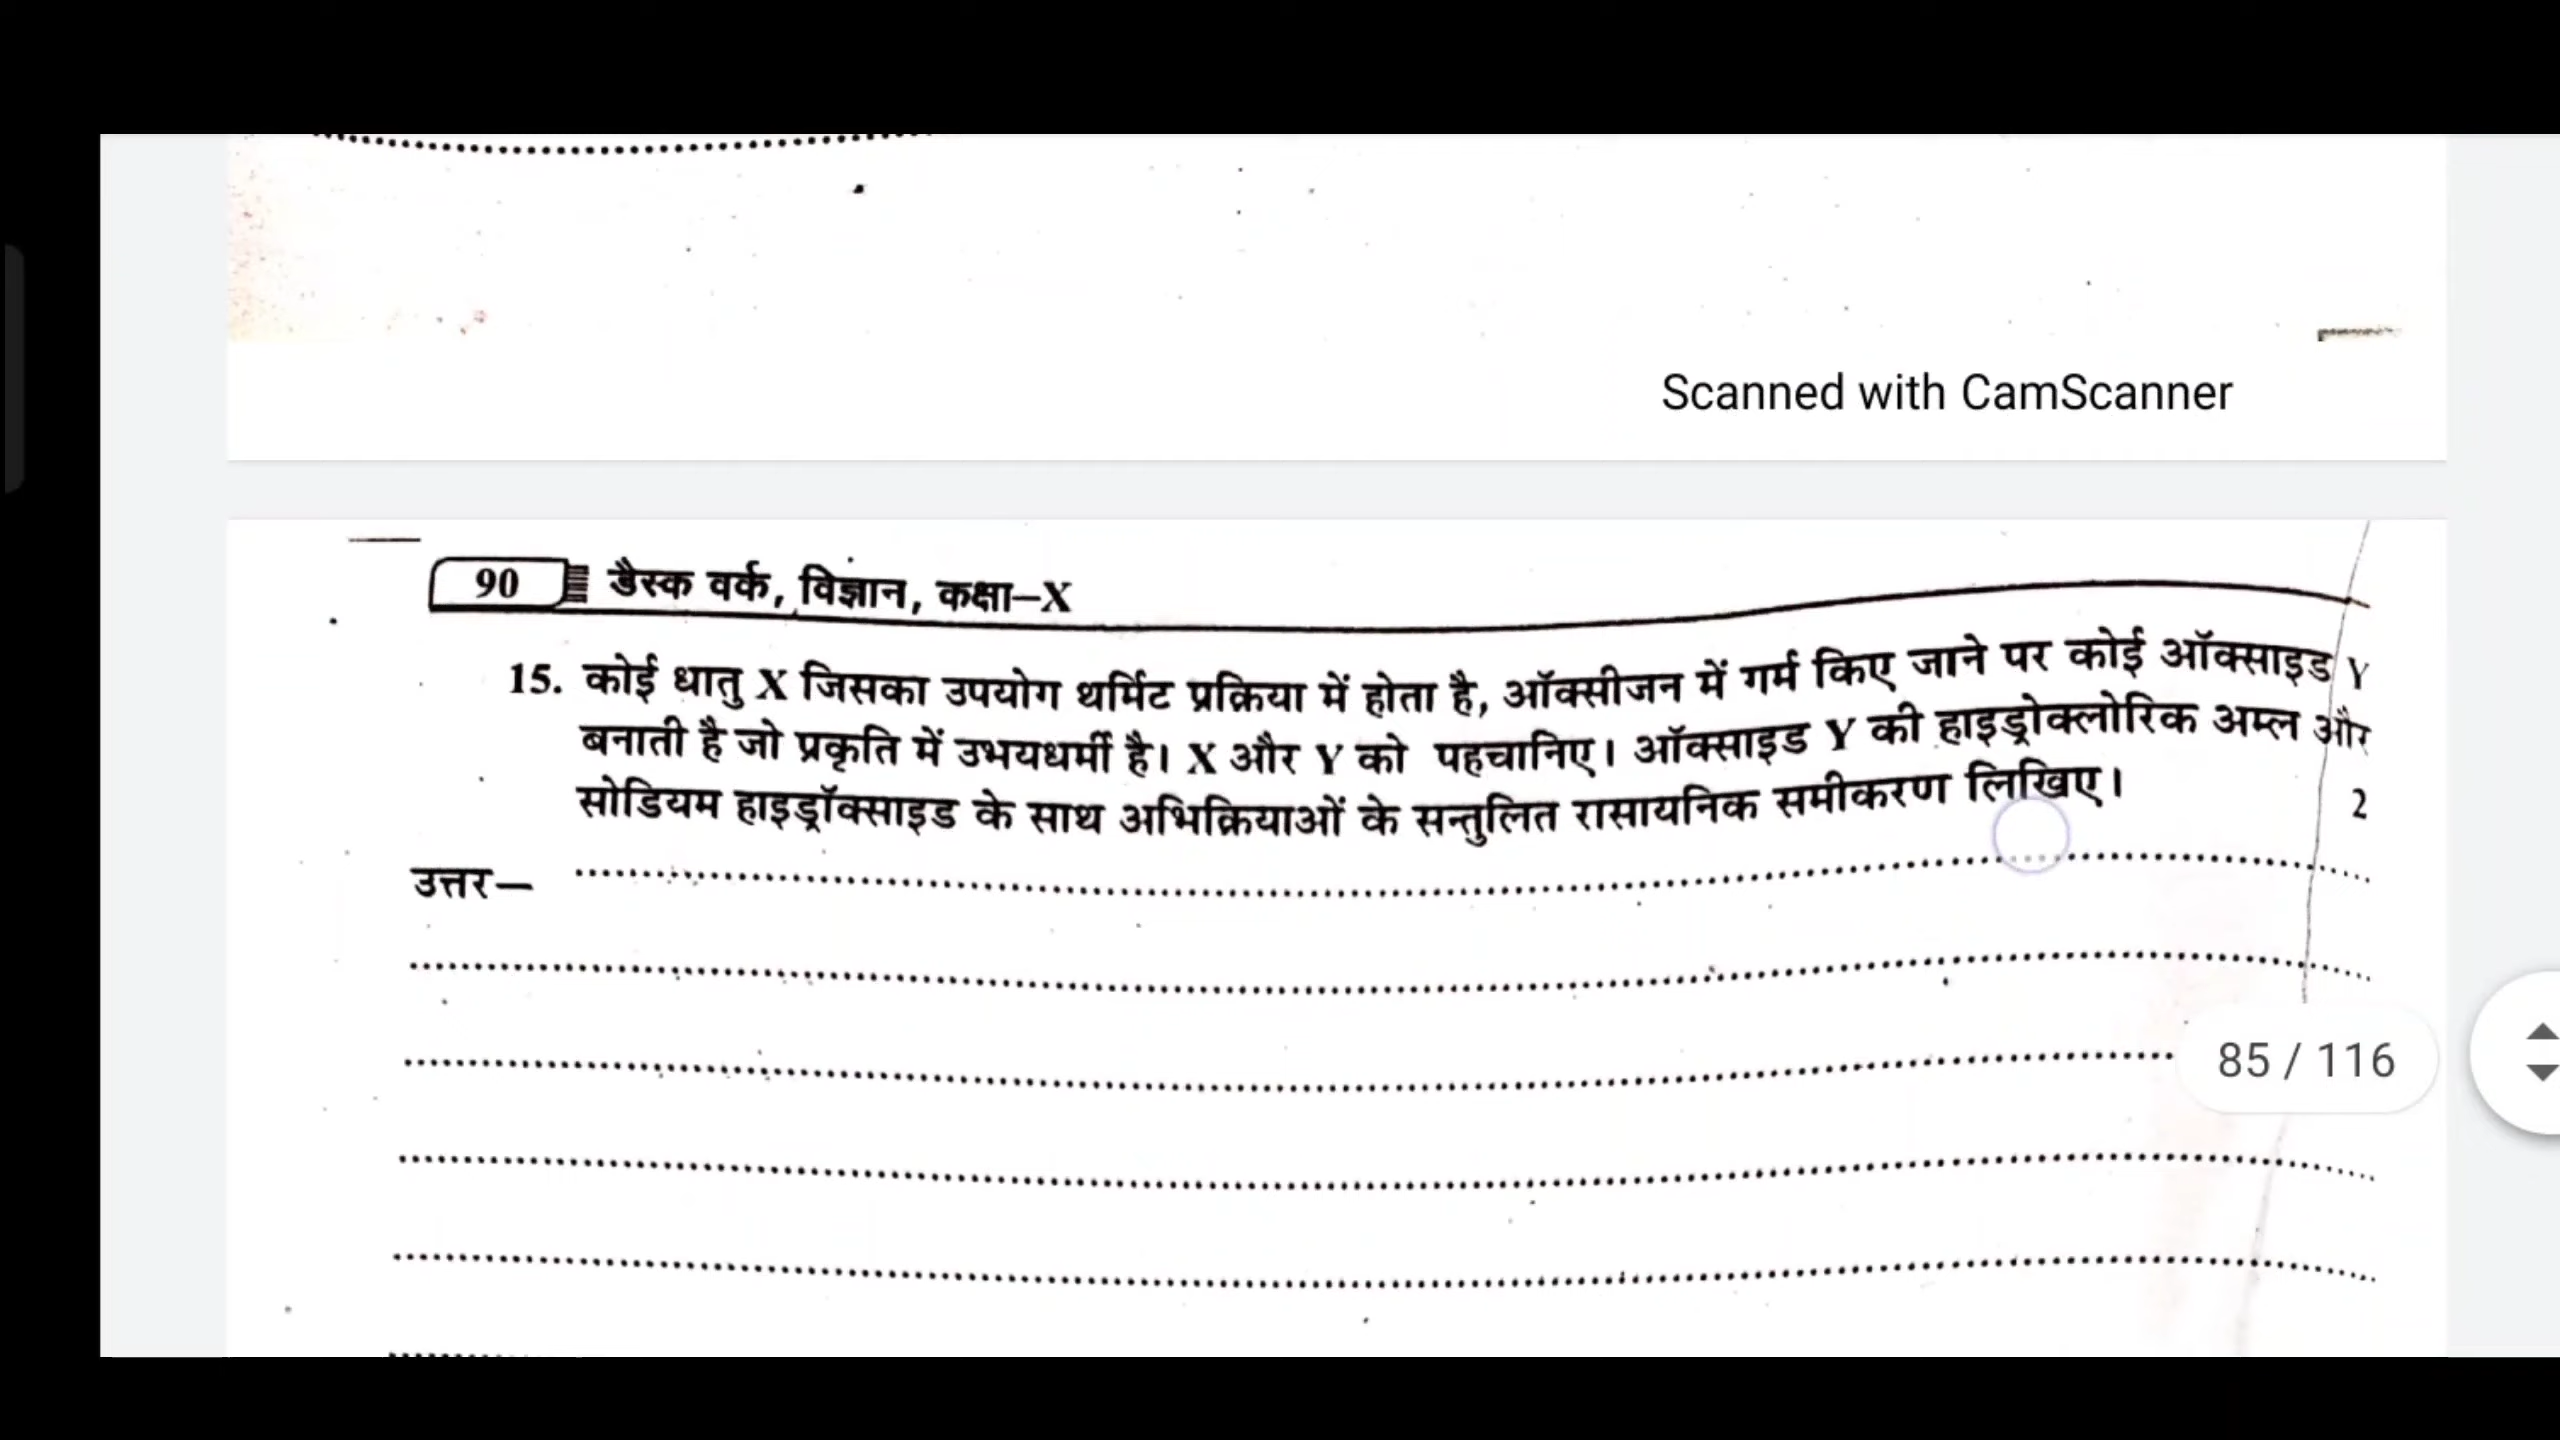 Scanned with CamScanner
90 डैस्क वर्क, विज्ञान, कक्षा–X
15. कोई धातु X जिसका उपयोग थर्मिट प्रक्रिया में होता है, ऑक्सीजन में गर्म किए जाने पर कोई ऑक्साइड Y
बनाती है जो प्रकृति में उभयधर्मी है। X और Y को पहचानिए। ऑक्साइड Y की हाइड्रोक्लोरिक अम्ल और
सोडियम हाइड्रॉक्साइड के साथ अभिक्रियाओं के सन्तुलित रासायनिक समीकरण लिखिए। 2
उत्तर–
85 / 116